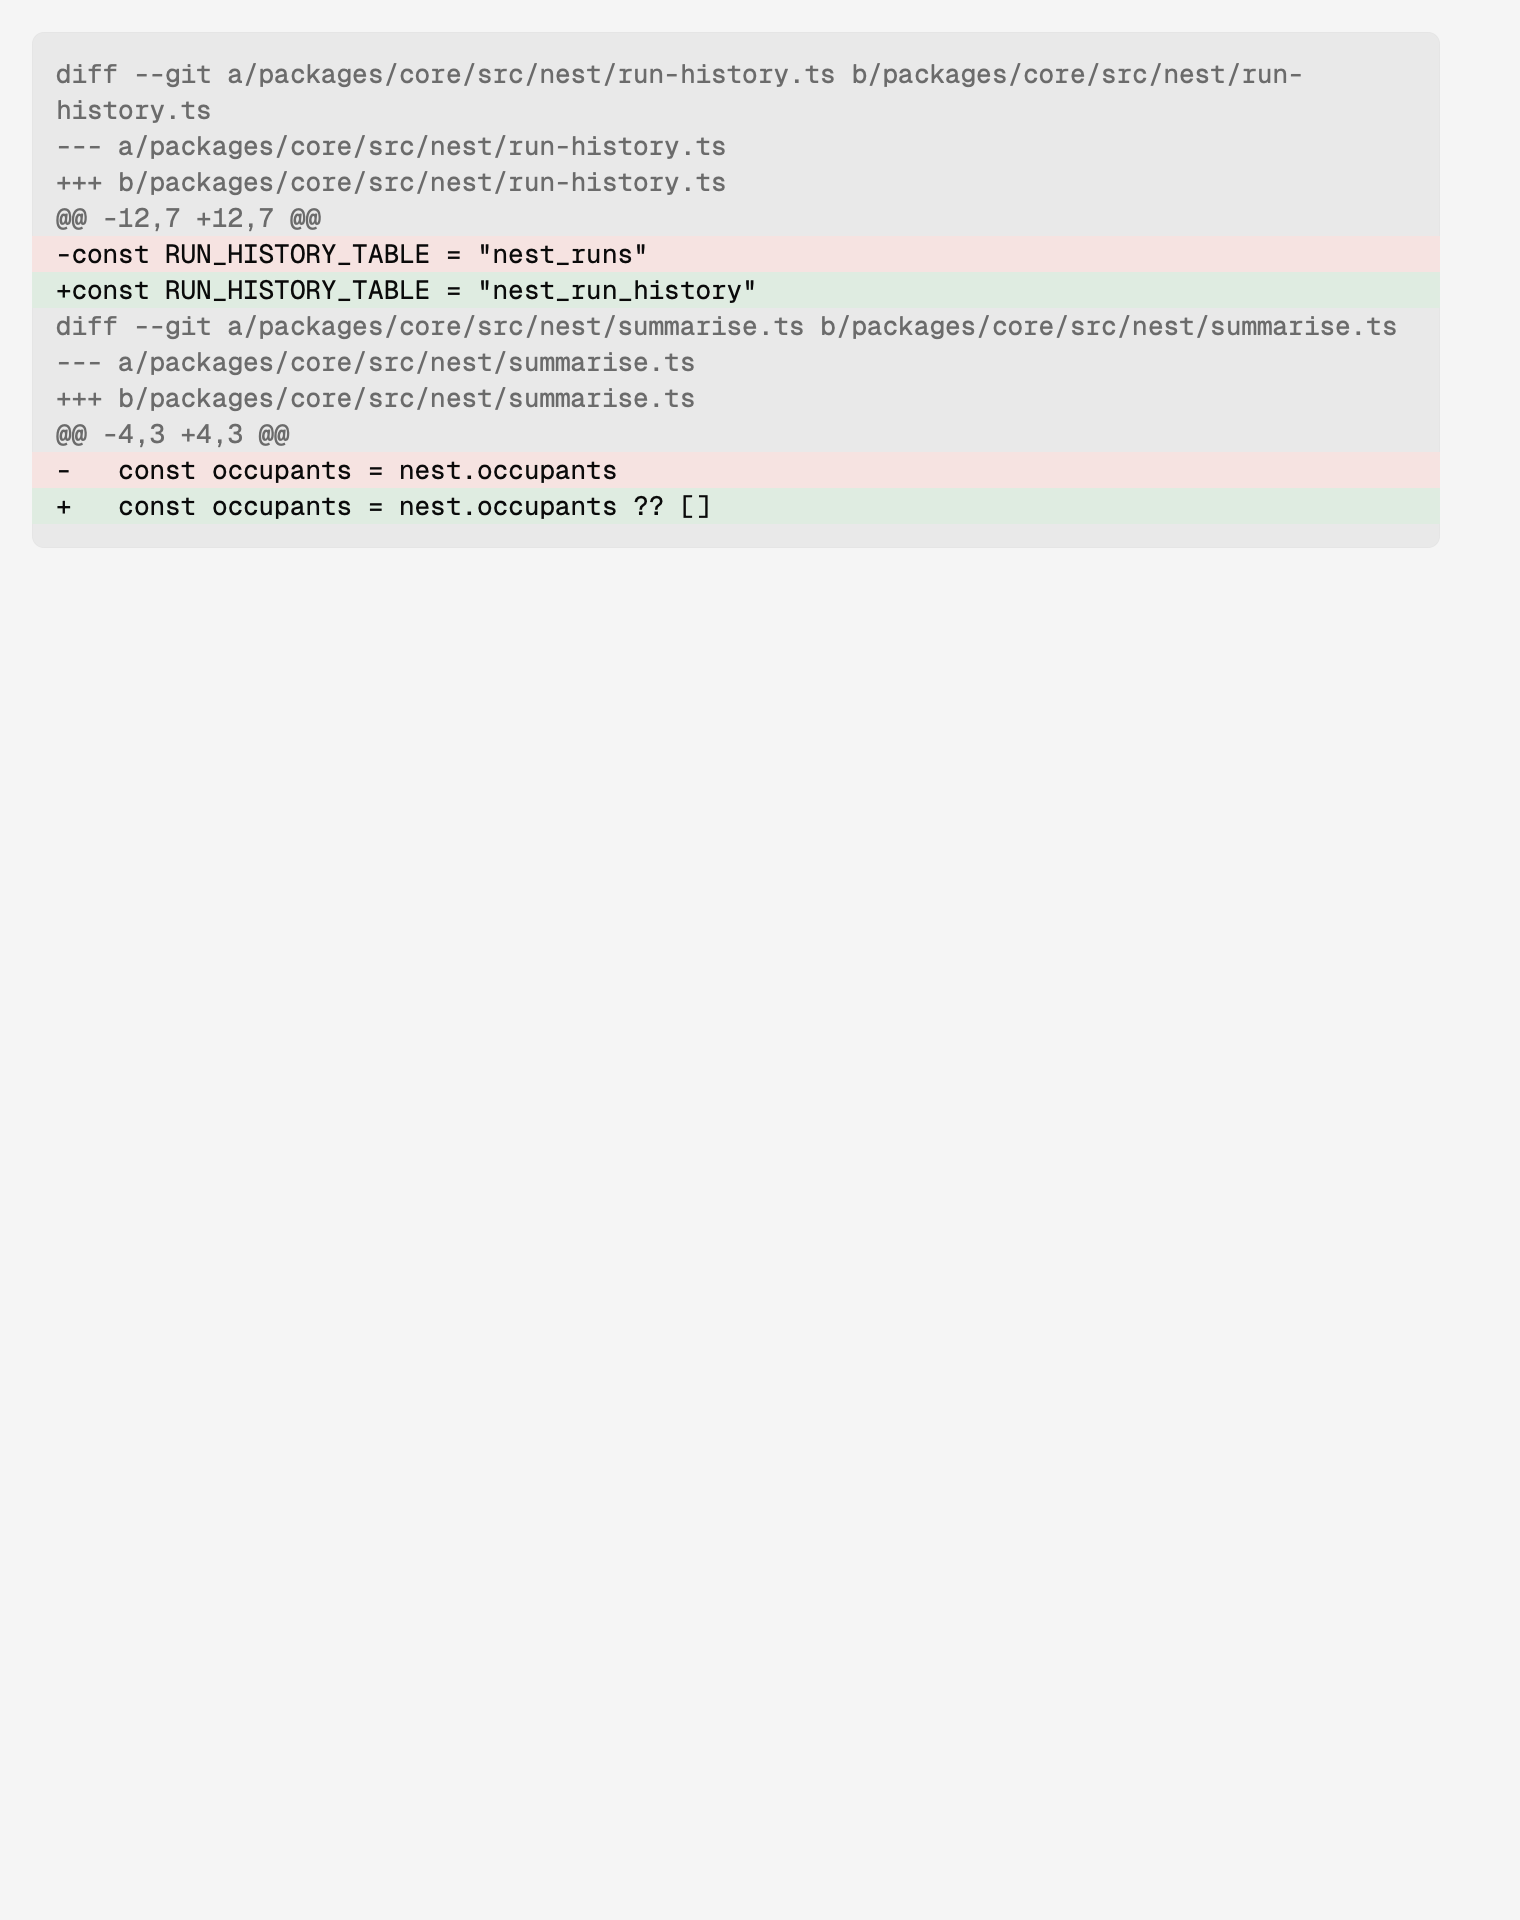 diff --git a/packages/core/src/nest/run-history.ts b/packages/core/src/nest/run-
history.ts
--- a/packages/core/src/nest/run-history.ts
+++ b/packages/core/src/nest/run-history.ts
@@ -12,7 +12,7 @@
-const RUN_HISTORY_TABLE = "nest_runs"
+const RUN_HISTORY_TABLE = "nest_run_history"
diff --git a/packages/core/src/nest/summarise.ts b/packages/core/src/nest/summarise.ts
--- a/packages/core/src/nest/summarise.ts
+++ b/packages/core/src/nest/summarise.ts
@@ -4,3 +4,3 @@
-   const occupants = nest.occupants
+   const occupants = nest.occupants ?? []